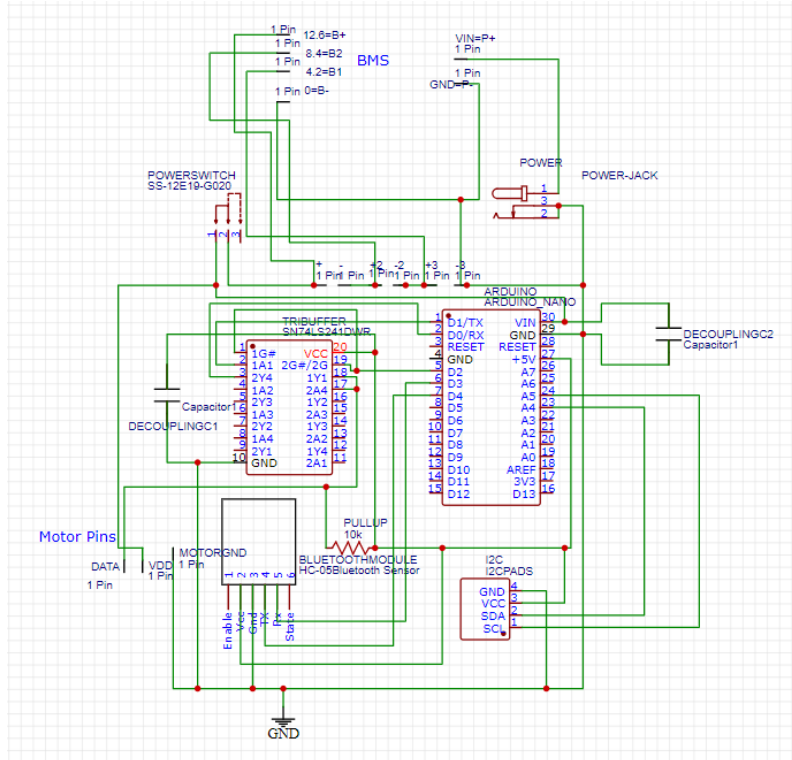 1 Pin
12.6=B+
1 Pin
8.4=B2
1 Pin
4.2=B1
1 Pin
0=B-
BMS
VIN=P+
1 Pin
1 Pin
GND=P-
POWERSWITCH
SS-12E19-G020
1
2
3
POWER
POWER-JACK
1
3
2
+
1 Pin
-
1 Pin
+2
1 Pin
-2
1 Pin
+3
1 Pin
-3
1 Pin
ARDUINO
ARDUINO_NANO
1 D1/TX VIN 30
2 D0/RX GND 29
3 RESET RESET 28
4 GND +5V 27
5 D2 A7 26
6 D3 A6 25
7 D4 A5 24
8 D5 A4 23
9 D6 A3 22
10 D7 A2 21
11 D8 A1 20
12 D9 A0 19
13 D10 AREF 18
14 D11 3V3 17
15 D12 D13 16
DECOUPLINGC2
Capacitor1
TRIBUFFER
SN74LS241DWR
1 1G# VCC 20
2 1A1 2G#/2G 19
3 2Y4 1Y1 18
4 1A2 2A4 17
5 2Y3 1Y2 16
6 1A3 2A3 15
7 2Y2 1Y3 14
8 1A4 2A2 13
9 2Y1 1Y4 12
10 GND 2A1 11
Capacitor1
DECOUPLINGC1
Motor Pins
DATA
1 Pin
VDD
1 Pin
MOTORGND
1 Pin
PULLUP
10k
BLUETOOTHMODULE
HC-05Bluetooth Sensor
1 2 3 4 5 6
Enable
Vcc
Gnd
TX
Rx
State
I2C
I2CPADS
GND 4
VCC 3
SDA 2
SCL 1
GND